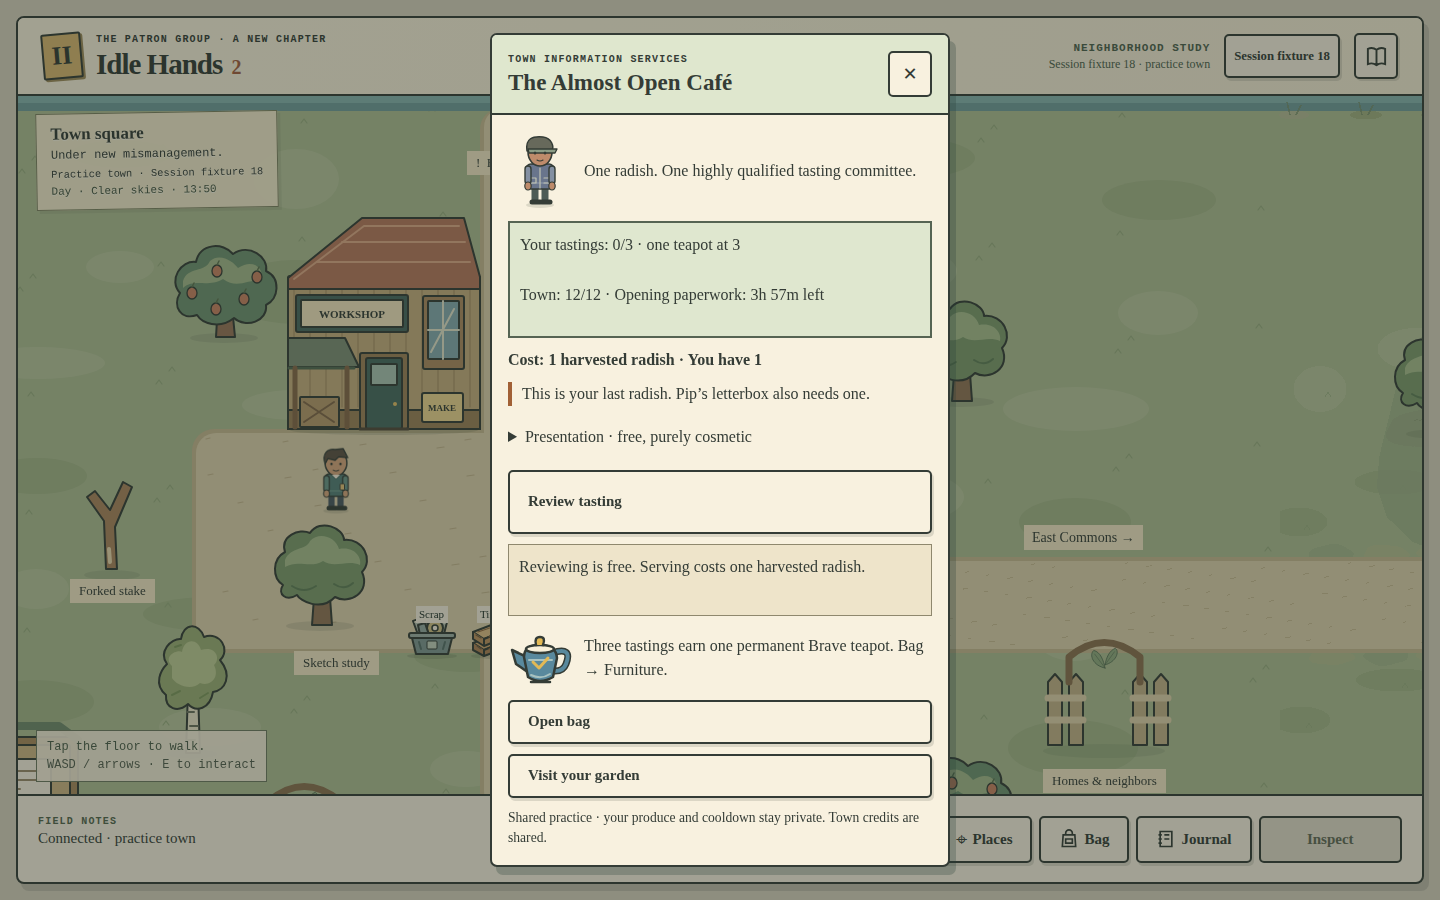 II
THE PATRON GROUP · A NEW CHAPTER
Idle Hands 2
NEIGHBORHOOD STUDY
Session fixture 18 · practice town
Session fixture 18
Town square
Under new mismanagement.
Practice town · Session fixture 18
Day · Clear skies · 13:50
WORKSHOP
MAKE
Forked stake
Sketch study
Scrap
East Commons →
Homes & neighbors
Tap the floor to walk.
WASD / arrows · E to interact
TOWN INFORMATION SERVICES
The Almost Open Café
✕
One radish. One highly qualified tasting committee.
Your tastings: 0/3 · one teapot at 3
Town: 12/12 · Opening paperwork: 3h 57m left
Cost: 1 harvested radish · You have 1
This is your last radish. Pip’s letterbox also needs one.
Presentation · free, purely cosmetic
Review tasting
Reviewing is free. Serving costs one harvested radish.
Three tastings earn one permanent Brave teapot. Bag
→ Furniture.
Open bag
Visit your garden
Shared practice · your produce and cooldown stay private. Town credits are
shared.
FIELD NOTES
Connected · practice town
Places
Bag
Journal
Inspect